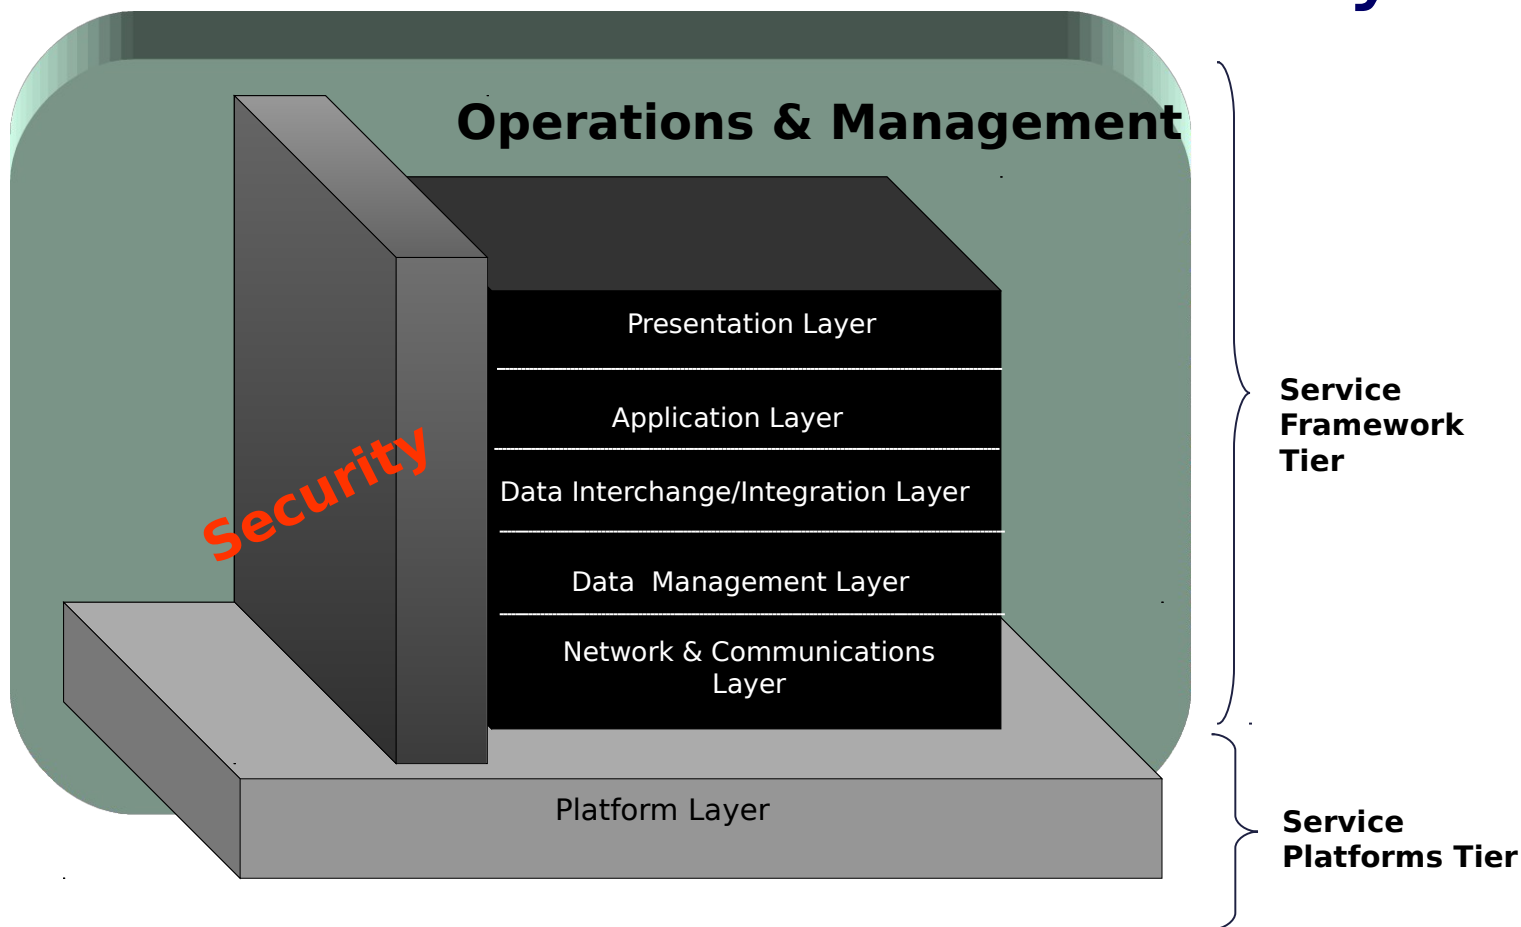 Operations & Management
Presentation Layer
Application Layer
Data Interchange/Integration Layer
Data  Management Layer
Network & Communications
Layer
Security
Platform Layer
Service
Framework
Tier
Service
Platforms Tier